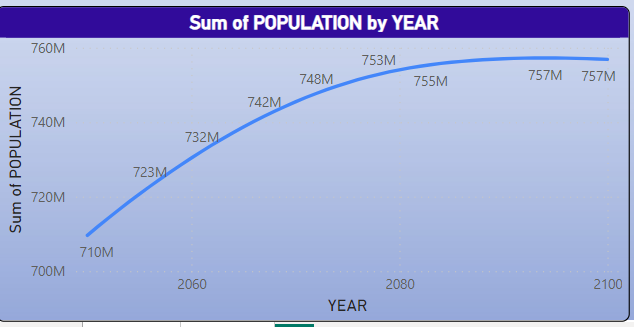 Sum of POPULATION by YEAR
760M
740M
720M
700M
Sum of POPULATION
710M
723M
732M
742M
748M
753M
755M
757M
757M
2060
2080
2100
YEAR